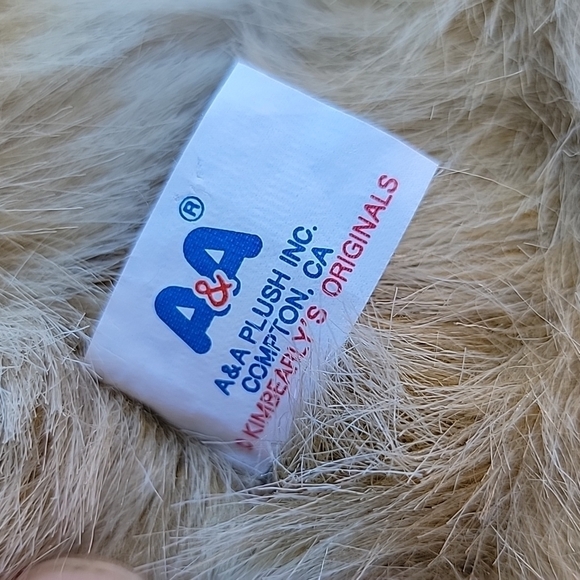 A&A®
A&A PLUSH INC.
COMPTON, CA
KIMBEARLY'S ORIGINALS